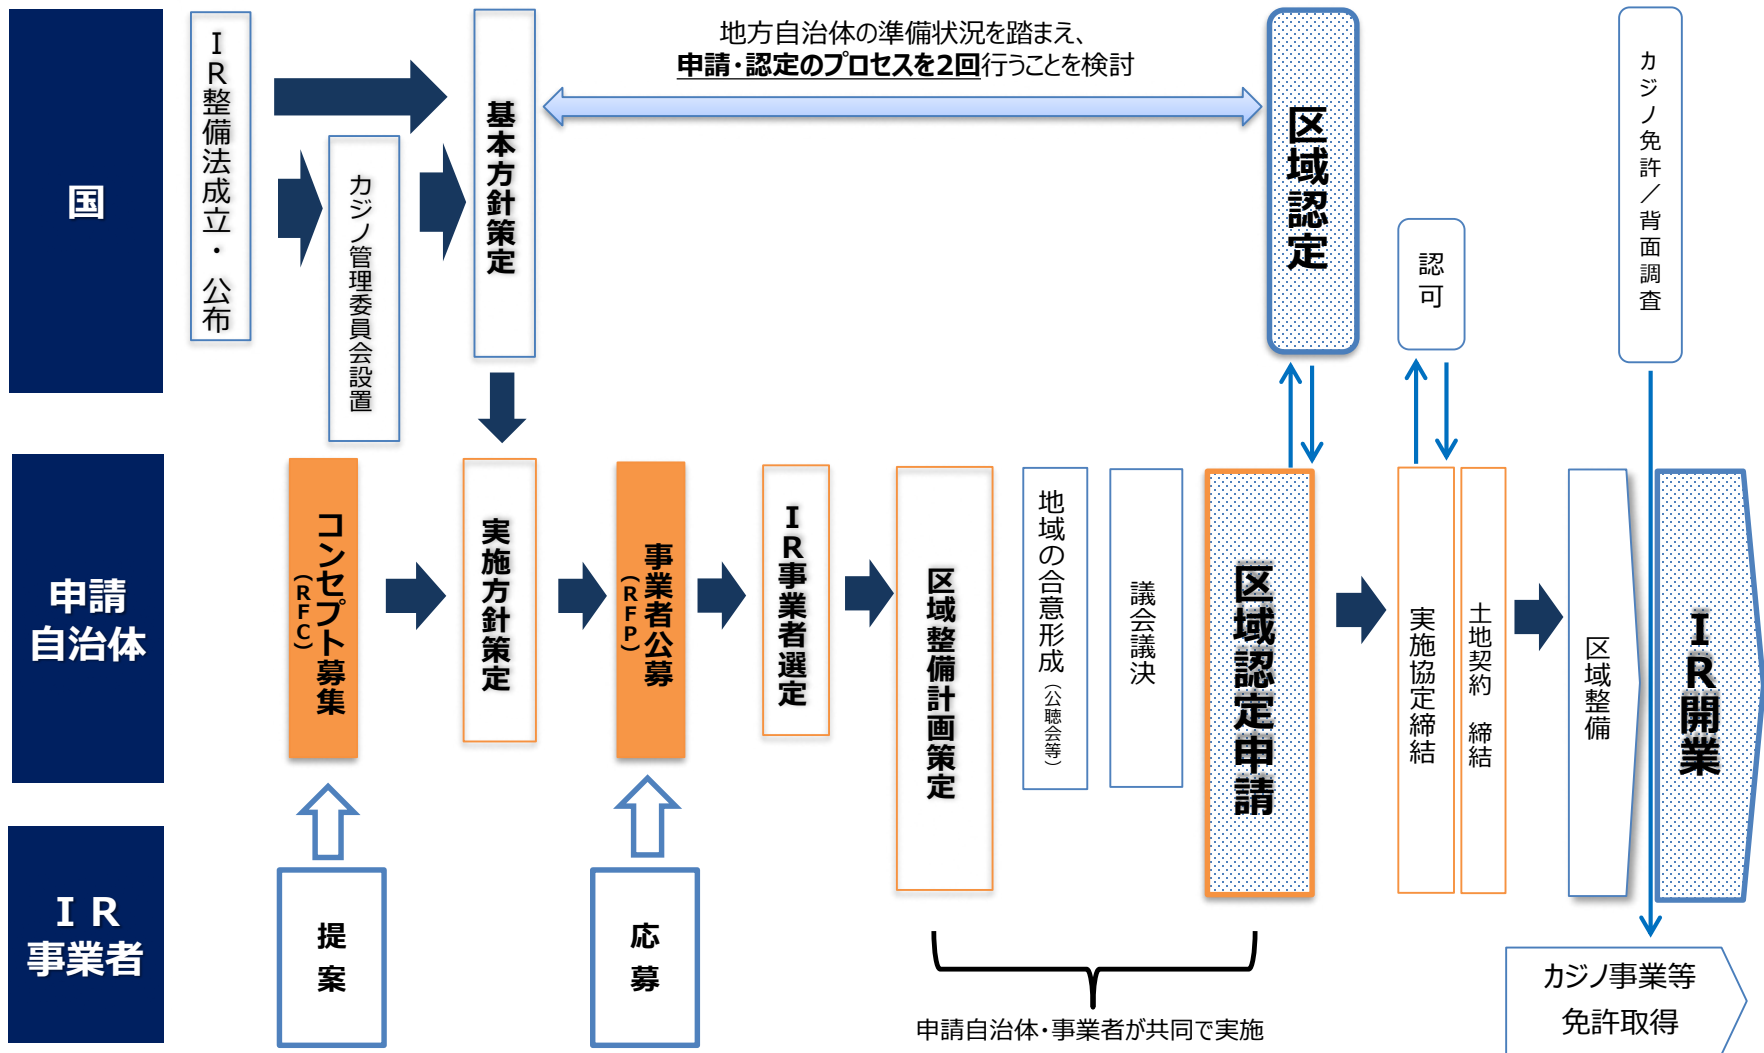 国
ＩＲ整備法成立・公布
カジノ管理委員会設置
基本方針策定
地方自治体の準備状況を踏まえ、
申請・認定のプロセスを2回行うことを検討
区域認定
認可
カジノ免許／背面調査
申請
自治体
コンセプト募集
（RFC）
実施方針策定
事業者公募
（RFP）
ＩＲ事業者選定
区域整備計画策定
地域の合意形成（公聴会等）
議会議決
区域認定申請
実施協定締結
土地契約　締結
区域整備
ＩＲ開業
ＩＲ
事業者
提案
応募
申請自治体・事業者が共同で実施
カジノ事業等
免許取得